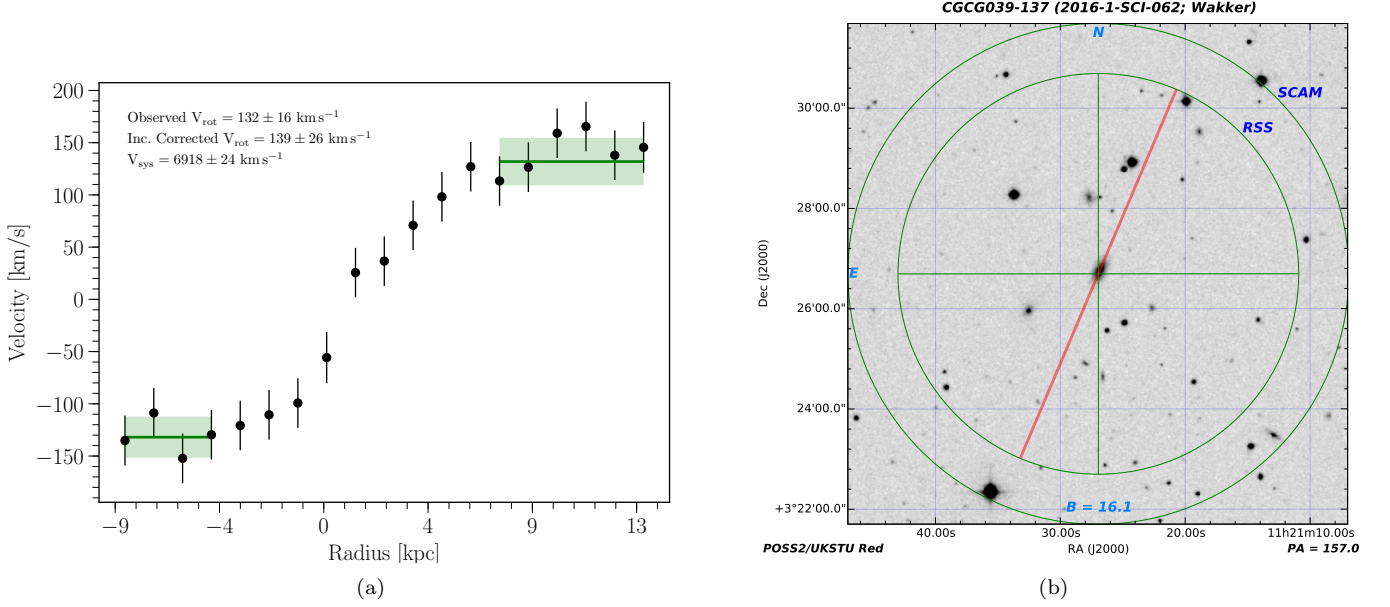 CGCG039-137 (2016-1-SCI-062; Wakker)
Observed Vrot = 132 ± 16 km s−1
Inc. Corrected Vrot = 139 ± 26 km s−1
Vsys = 6918 ± 24 km s−1
200
150
100
50
0
−50
−100
−150
Velocity [km/s]
−9
−4
0
4
9
13
Radius [kpc]
(a)
N
SCAM
RSS
E
B = 16.1
30'00.0"
28'00.0"
26'00.0"
24'00.0"
+3°22'00.0"
Dec (J2000)
40.00s
30.00s
20.00s
11h21m10.00s
POSS2/UKSTU Red
RA (J2000)
PA = 157.0
(b)